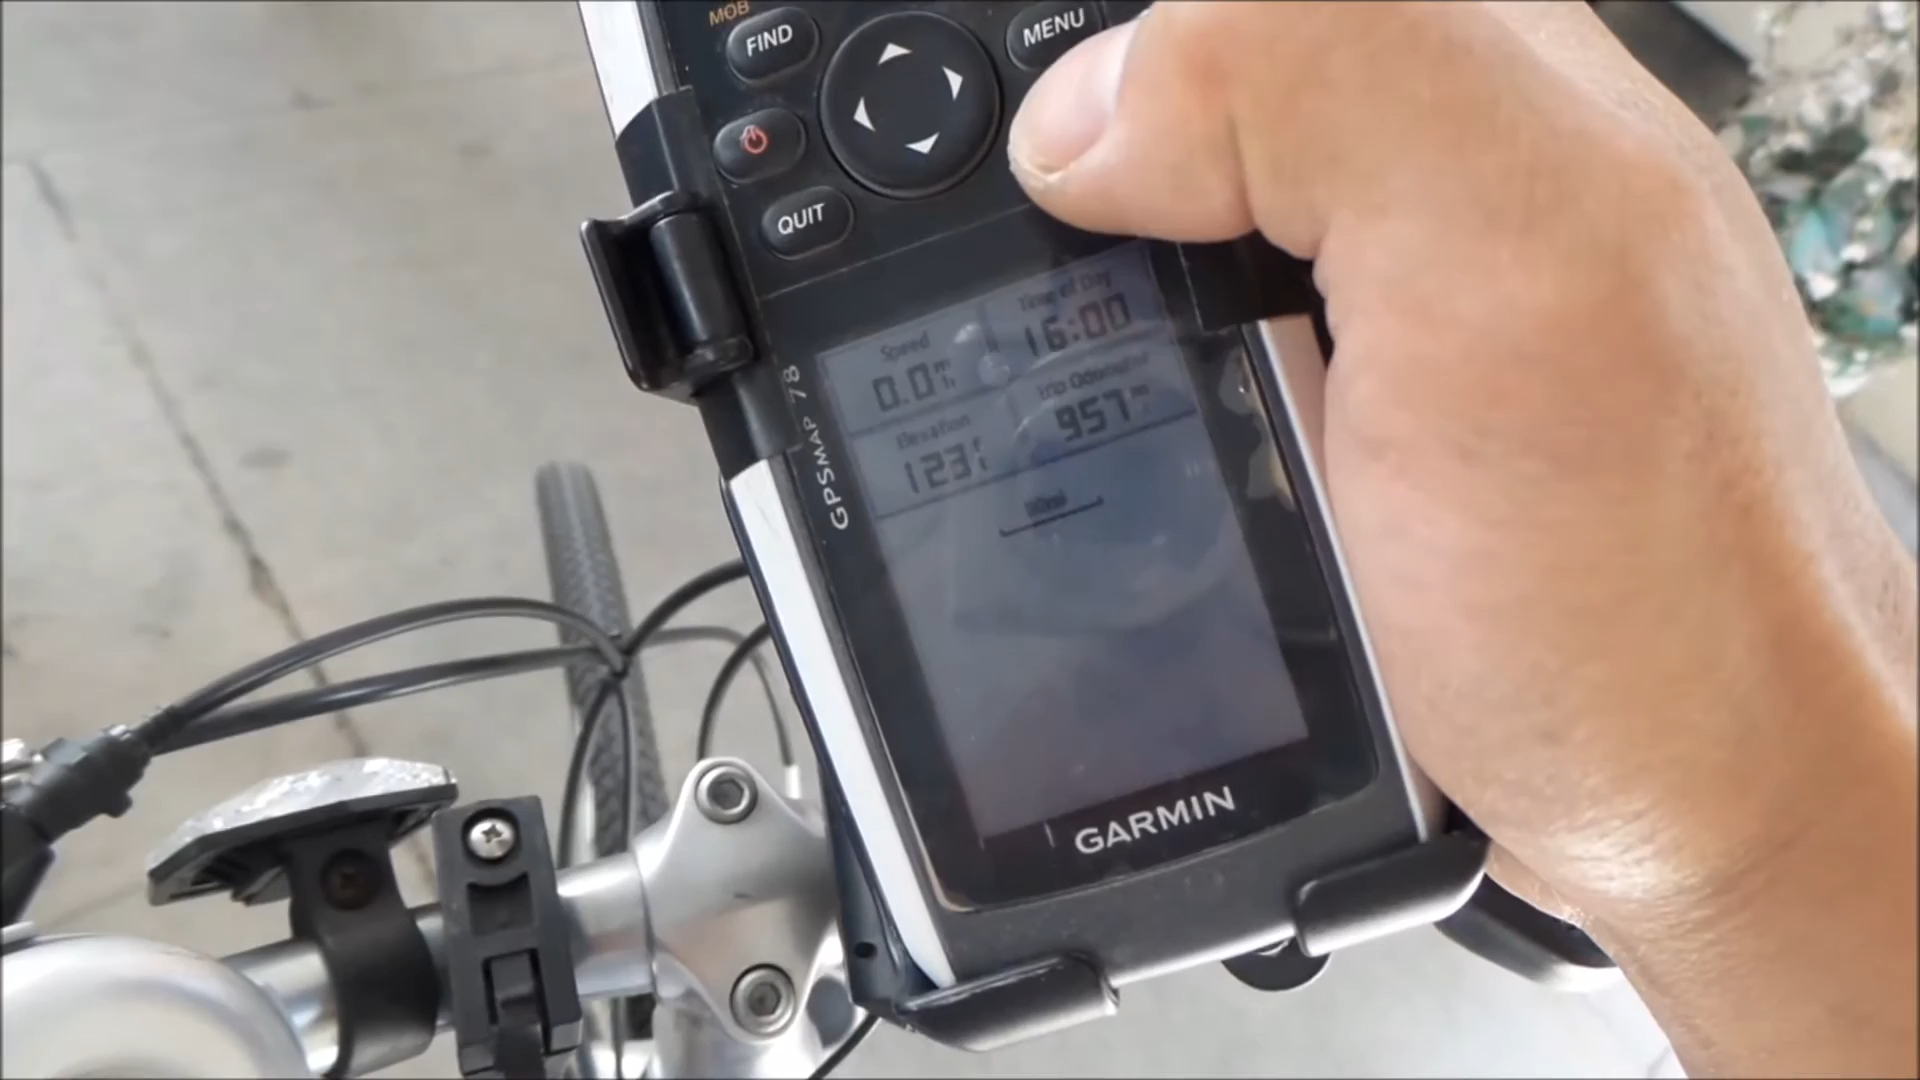 MOB
FIND
MENU
QUIT
GPSMAP 78
Speed
0.0
Time of Day
16:00
Elevation
123
Trip Odometer
957
GARMIN